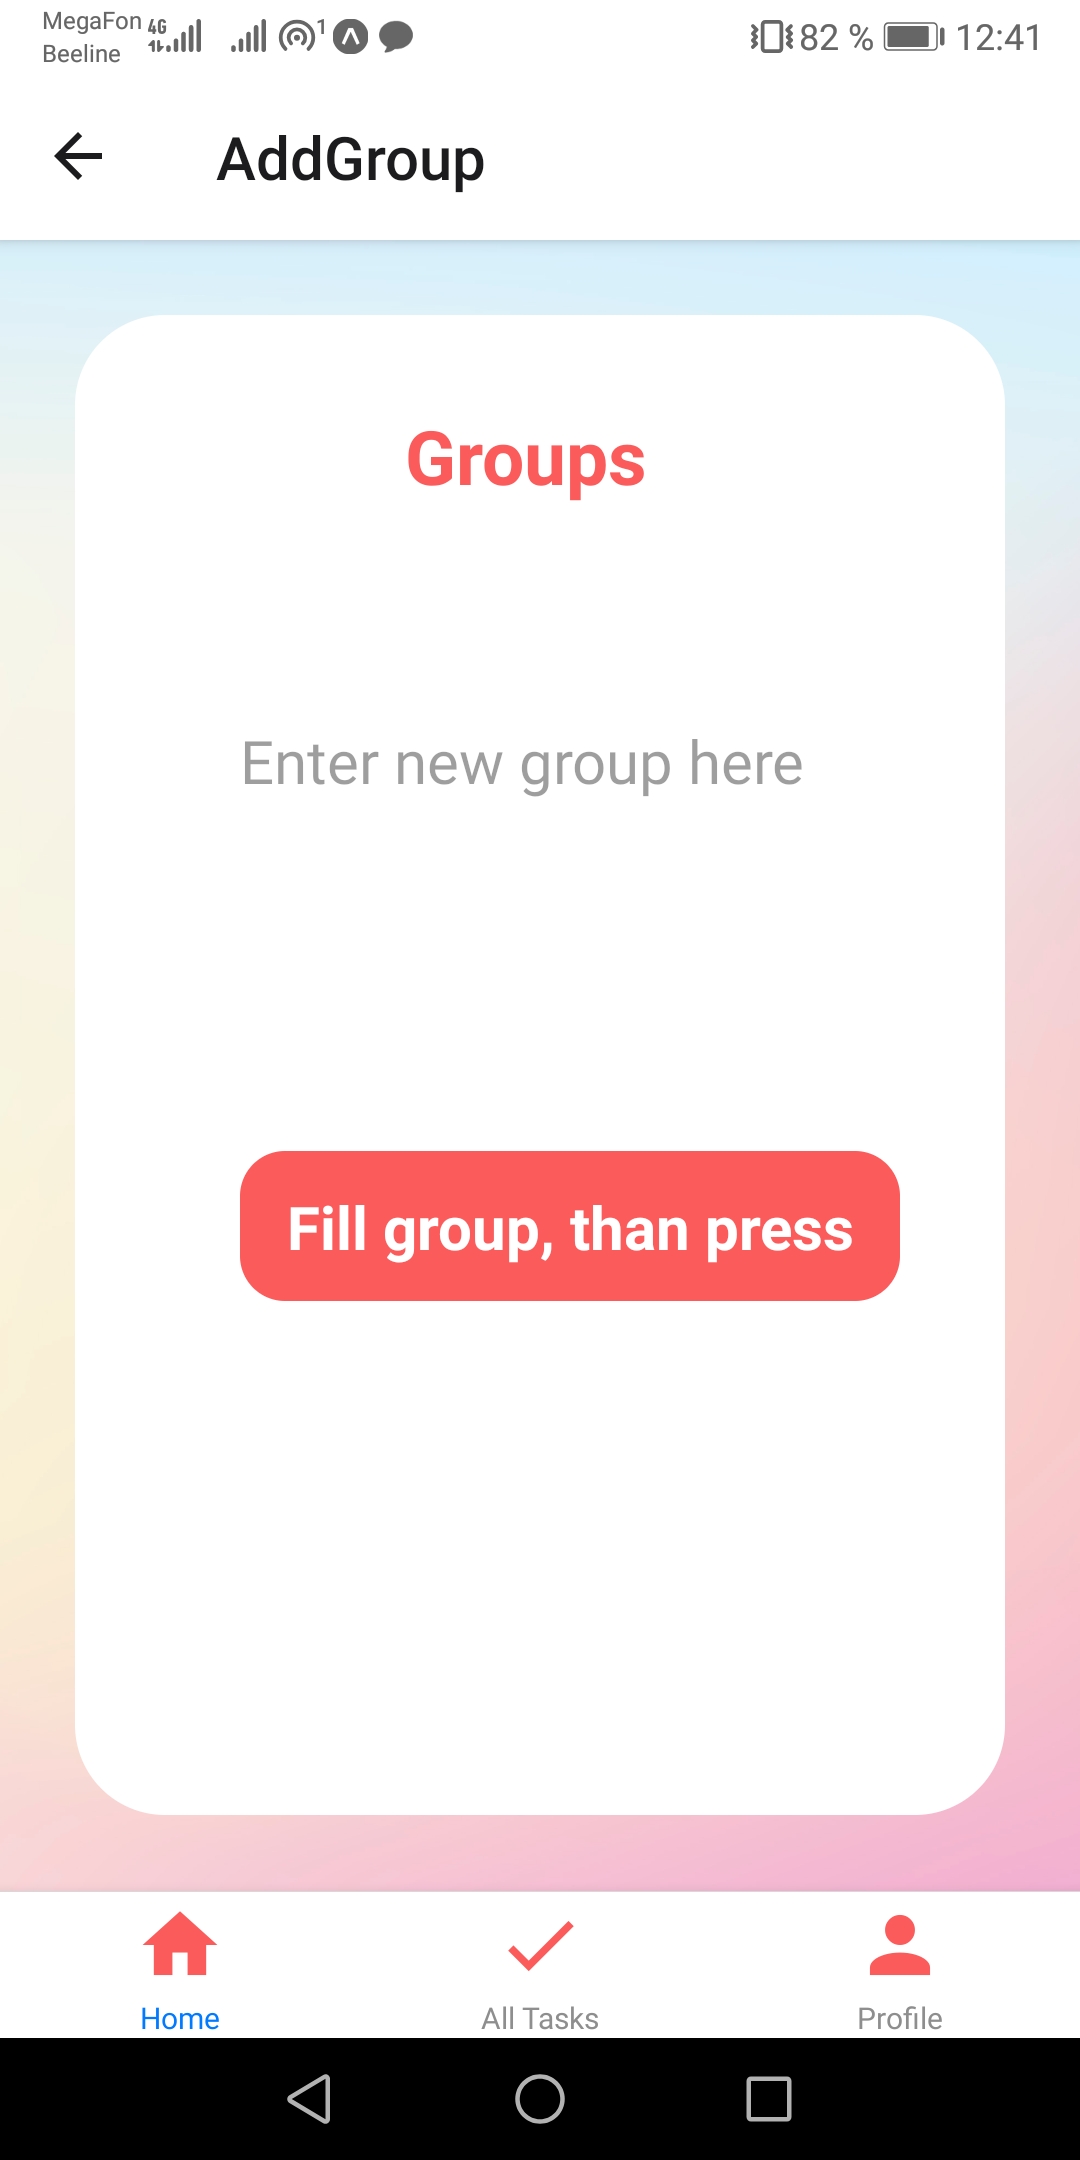 MegaFon 4G 1 82 % 12:41
Beeline
AddGroup
Groups
Enter new group here
Fill group, than press
Home All Tasks Profile